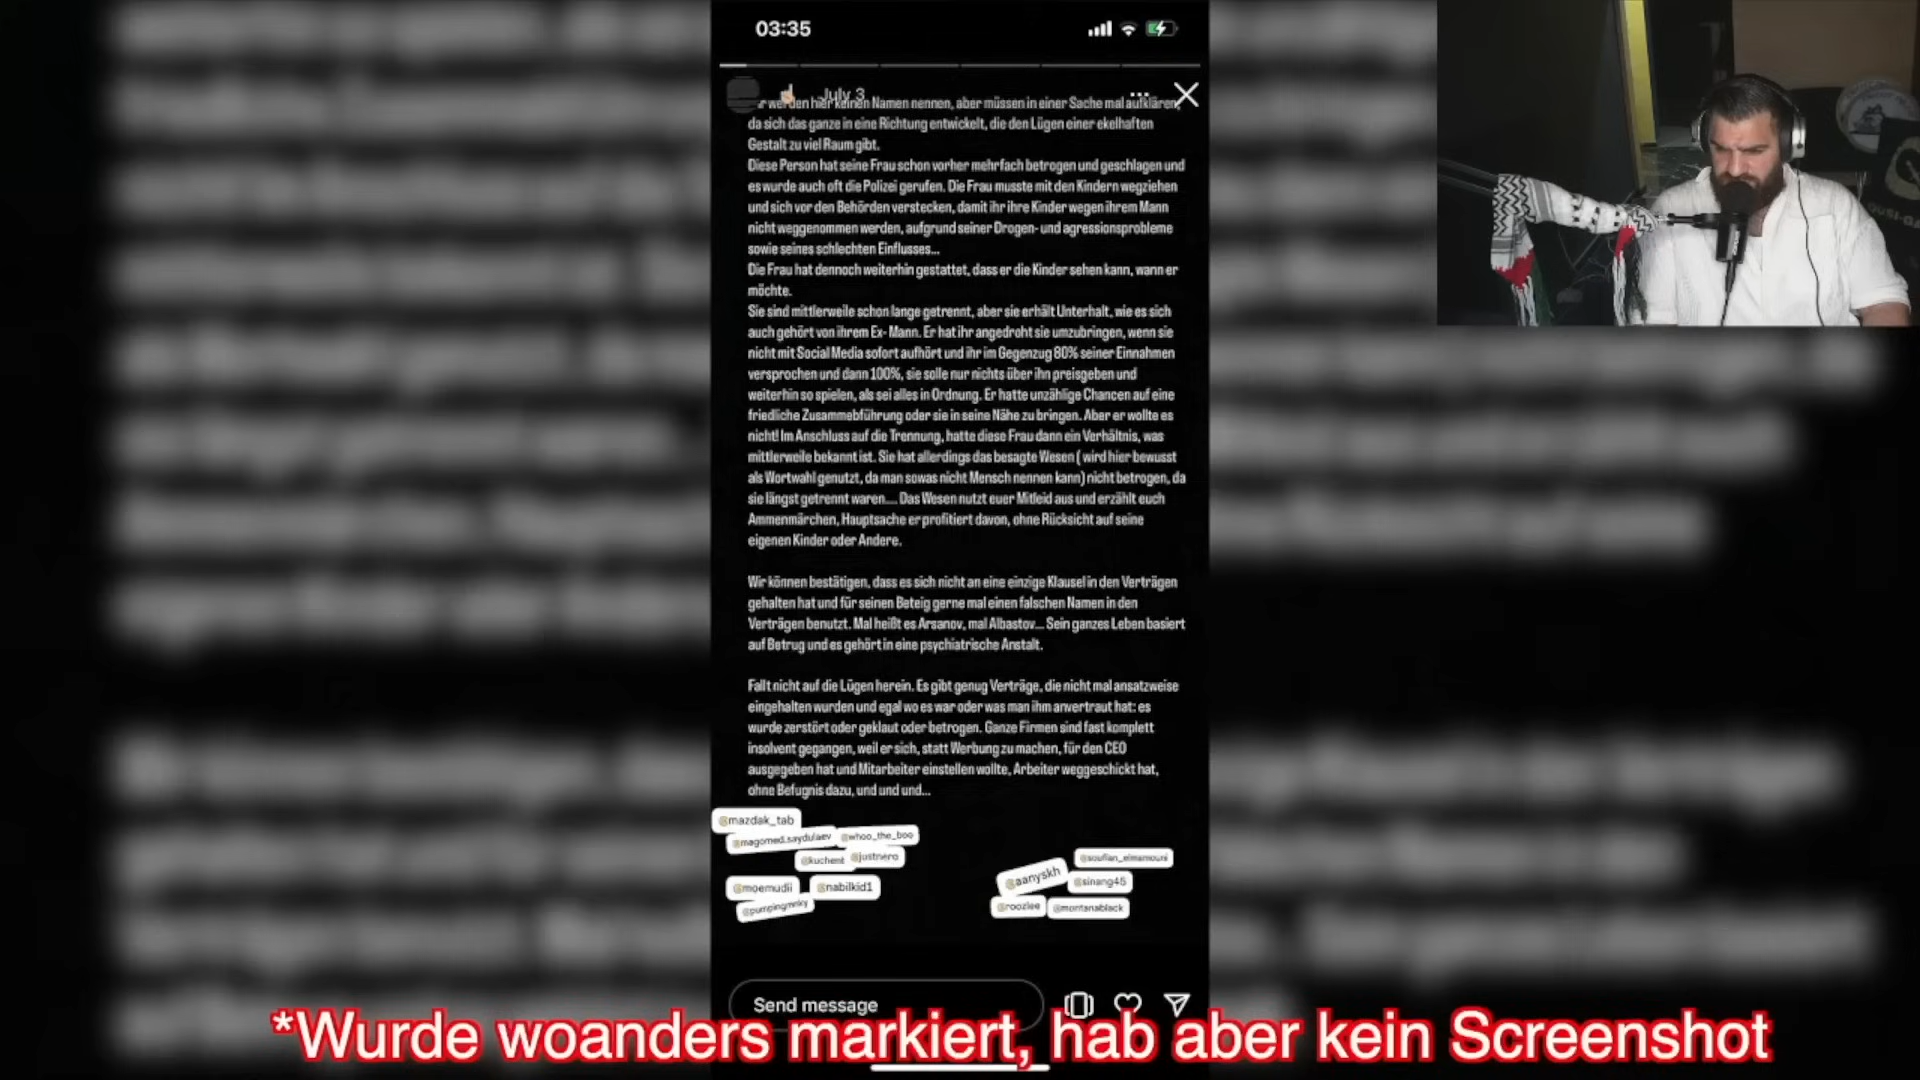 03:35
July 3
r werden hier keinen Namen nennen, aber müssen in einer Sache mal aufklären,
da sich das ganze in eine Richtung entwickelt, die den Lügen einer ekelhaften
Gestalt zu viel Raum gibt.
Diese Person hat seine Frau schon vorher mehrfach betrogen und geschlagen und
es wurde auch oft die Polizei gerufen. Die Frau musste mit den Kindern wegziehen
und sich vor den Behörden verstecken, damit ihr ihre Kinder wegen ihrem Mann
nicht weggenommen werden, aufgrund seiner Drogen- und agressionsprobleme
sowie seines schlechten Einflusses...
Die Frau hat dennoch weiterhin gestattet, dass er die Kinder sehen kann, wann er
möchte.
Sie sind mittlerweile schon lange getrennt, aber sie erhält Unterhalt, wie es sich
auch gehört von ihrem Ex- Mann. Er hat ihr angedroht sie umzubringen, wenn sie
nicht mit Social Media sofort aufhört und ihr im Gegenzug 80% seiner Einnahmen
versprochen und dann 100%, sie solle nur nichts über ihn preisgeben und
weiterhin so spielen, als sei alles in Ordnung. Er hatte unzählige Chancen auf eine
friedliche Zusammebführung oder sie in seine Nähe zu bringen. Aber er wollte es
nicht! Im Anschluss auf die Trennung, hatte diese Frau dann ein Verhältnis, was
mittlerweile bekannt ist. Sie hat allerdings das besagte Wesen ( wird hier bewusst
als Wortwahl genutzt, da man sowas nicht Mensch nennen kann) nicht betrogen, da
sie längst getrennt waren.... Das Wesen nutzt euer Mitleid aus und erzählt euch
Ammenmärchen, Hauptsache er profitiert davon, ohne Rücksicht auf seine
eigenen Kinder oder Andere.
Wir können bestätigen, dass es sich nicht an eine einzige Klausel in den Verträgen
gehalten hat und für seinen Beteig gerne mal einen falschen Namen in den
Verträgen benutzt. Mal heißt es Arsanov, mal Albastov... Sein ganzes Leben basiert
auf Betrug und es gehört in eine psychiatrische Anstalt.
Fallt nicht auf die Lügen herein. Es gibt genug Verträge, die nicht mal ansatzweise
eingehalten wurden und egal wo es war oder was man ihm anvertraut hat: es
wurde zerstört oder geklaut oder betrogen. Ganze Firmen sind fast komplett
insolvent gegangen, weil er sich, statt Werbung zu machen, für den CEO
ausgegeben hat und Mitarbeiter einstellen wollte, Arbeiter weggeschickt hat,
ohne Befugnis dazu, und und und...
@mazdak_tab
@magomed.saydulaev @whoo_the_boo
@kuchent @justnero
@moemudii @nabilkid1
@pumpingmnky
@soufian_elmamouni
@aanyskh @sinang45
@roozlee @montanablack
Send message
*Wurde woanders markiert, hab aber kein Screenshot